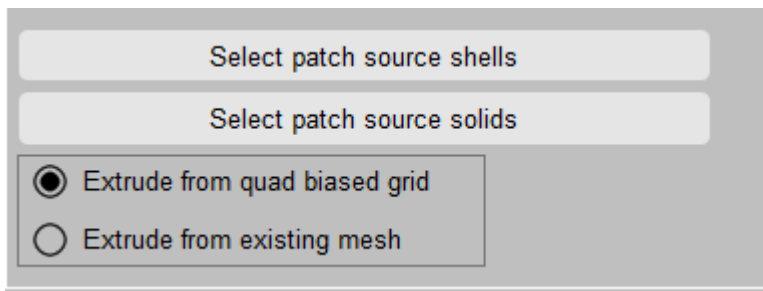 Select patch source shells
Select patch source solids
Extrude from quad biased grid
Extrude from existing mesh